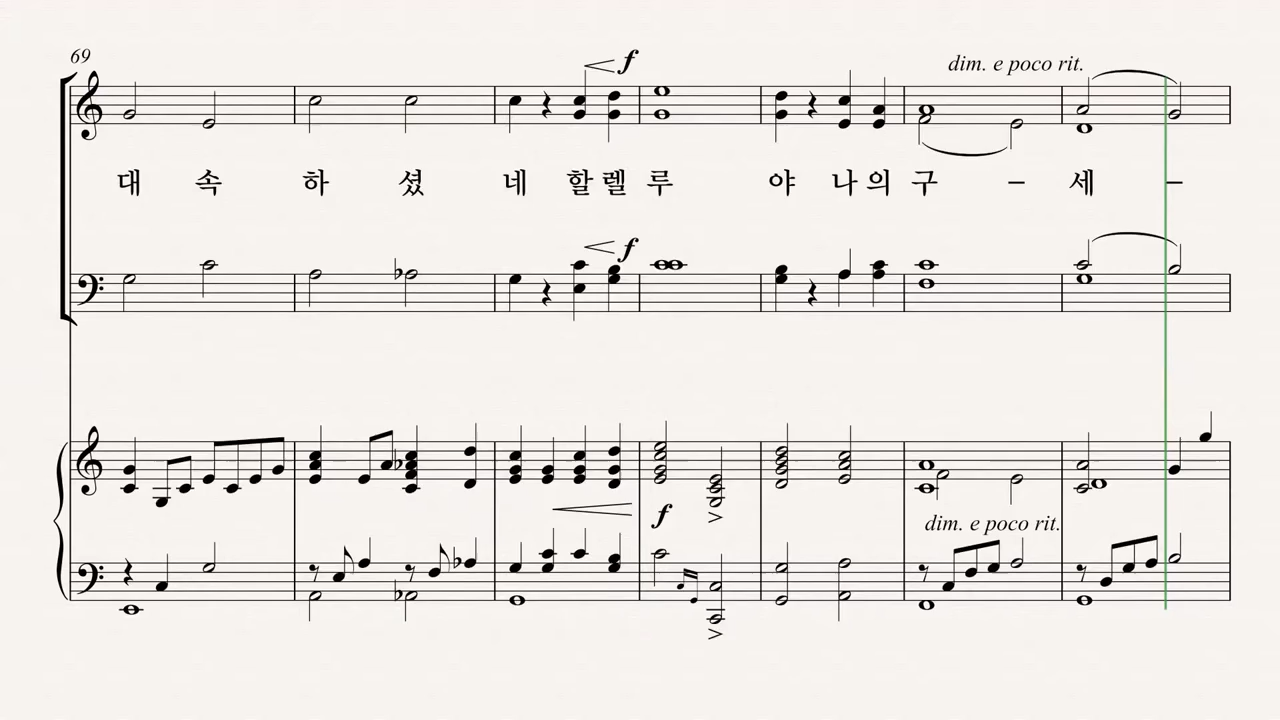 69
f
dim. e poco rit.
대 속 하 셨 네 할 렐 루 야 나 의 구 – 세 –
f
f
dim. e poco rit.